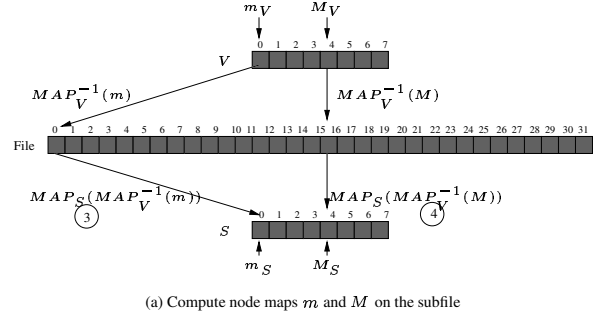 m_V M_V
0 1 2 3 4 5 6 7
V
MAP_V^{-1}(m) MAP_V^{-1}(M)
0 1 2 3 4 5 6 7 8 9 10 11 12 13 14 15 16 17 18 19 20 21 22 23 24 25 26 27 28 29 30 31
File
MAP_S(MAP_V^{-1}(m)) MAP_S(MAP_V^{-1}(M))
3 4
0 1 2 3 4 5 6 7
S
m_S M_S
(a) Compute node maps m and M on the subfile